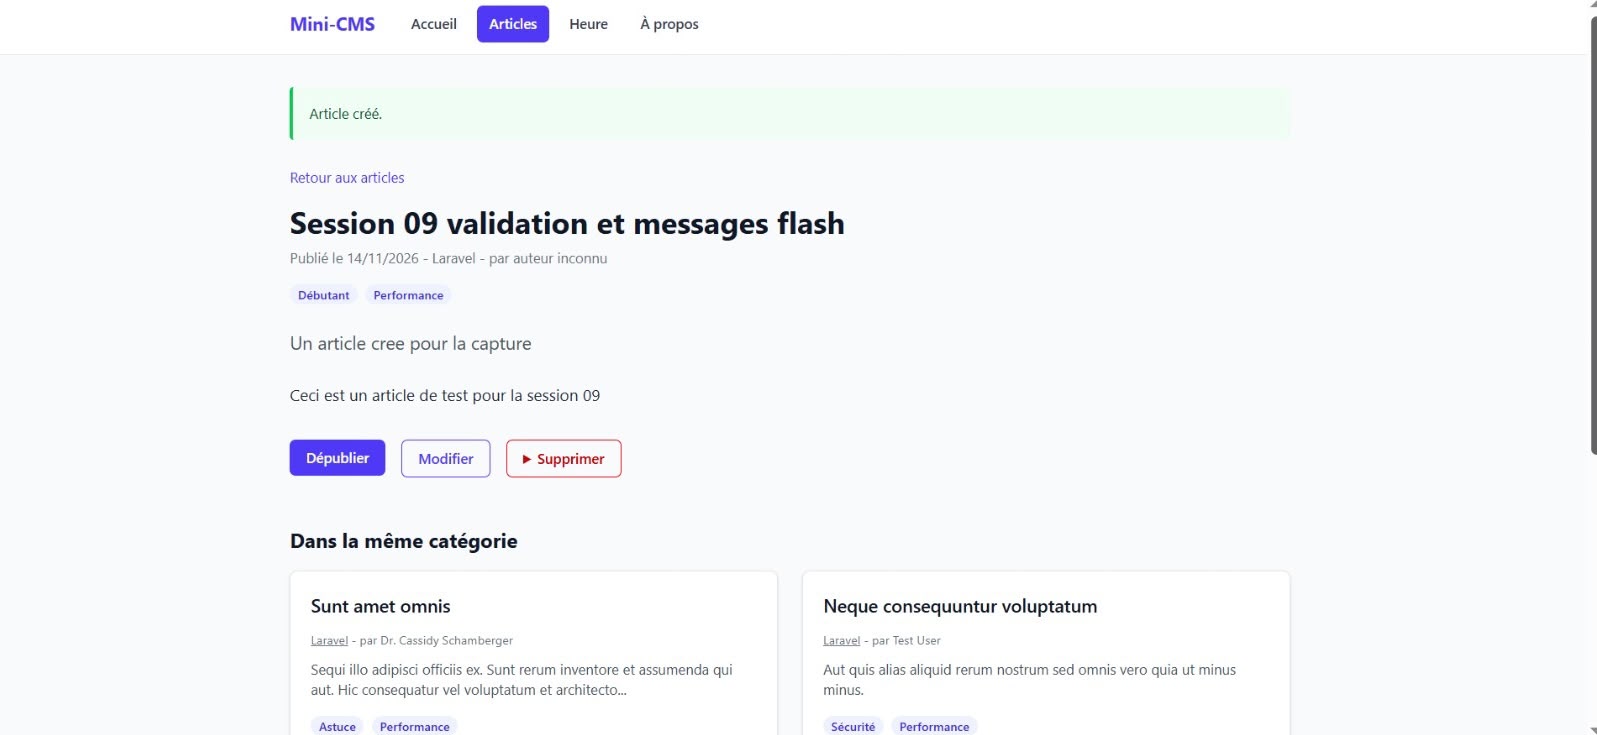 Mini-CMS Accueil Articles Heure À propos
Article créé.
Retour aux articles
Session 09 validation et messages flash
Publié le 14/11/2026 - Laravel - par auteur inconnu
Débutant Performance
Un article cree pour la capture
Ceci est un article de test pour la session 09
Dépublier Modifier ▶ Supprimer
Dans la même catégorie
Sunt amet omnis
Laravel - par Dr. Cassidy Schamberger
Sequi illo adipisci officiis ex. Sunt rerum inventore et assumenda qui
aut. Hic consequatur vel voluptatum et architecto...
Astuce Performance
Neque consequuntur voluptatum
Laravel - par Test User
Aut quis alias aliquid rerum nostrum sed omnis vero quia ut minus
minus.
Sécurité Performance